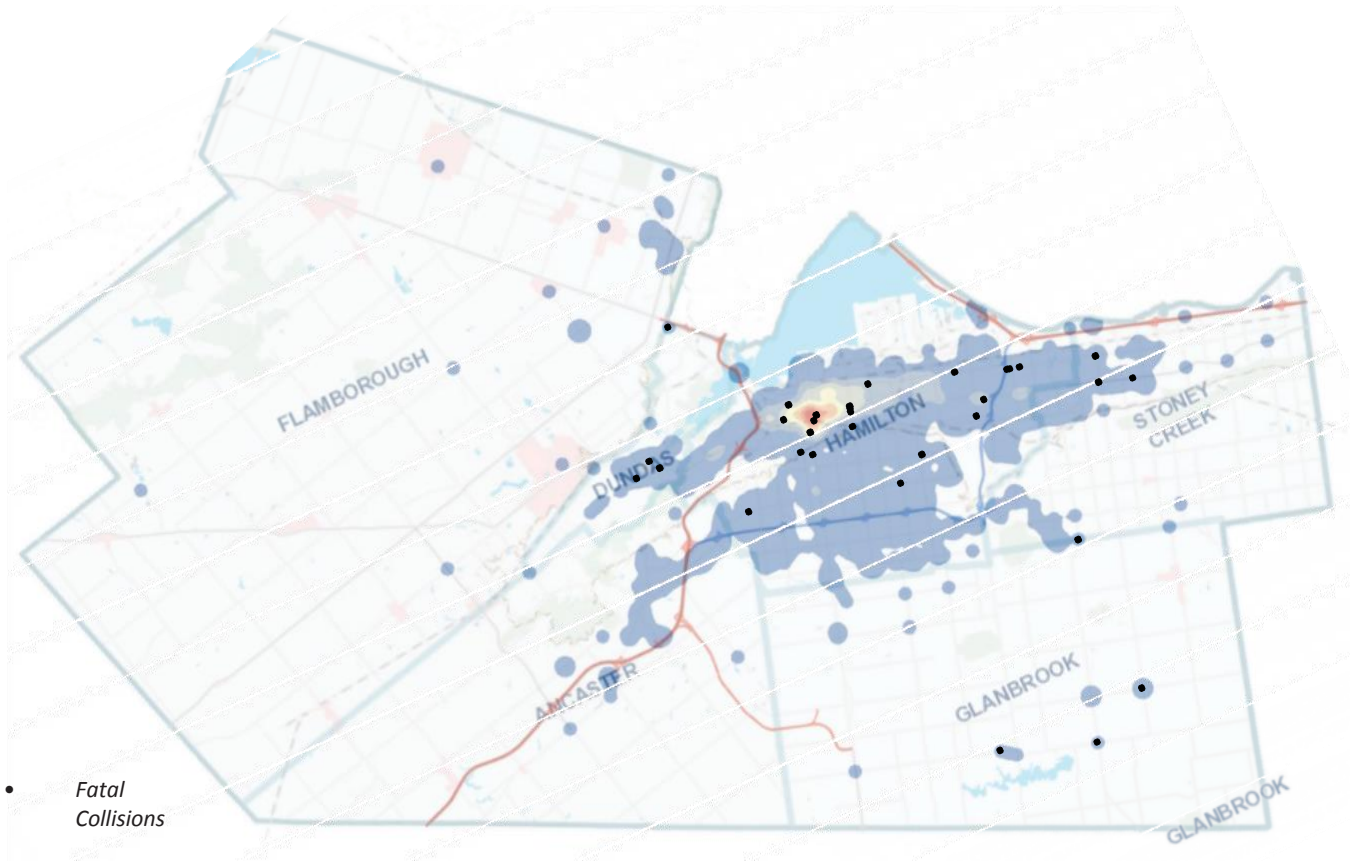 FLAMBOROUGH
DUNDAS
HAMILTON
STONEY
CREEK
ANCASTER
GLANBROOK
• Fatal
Collisions
GLANBROOK